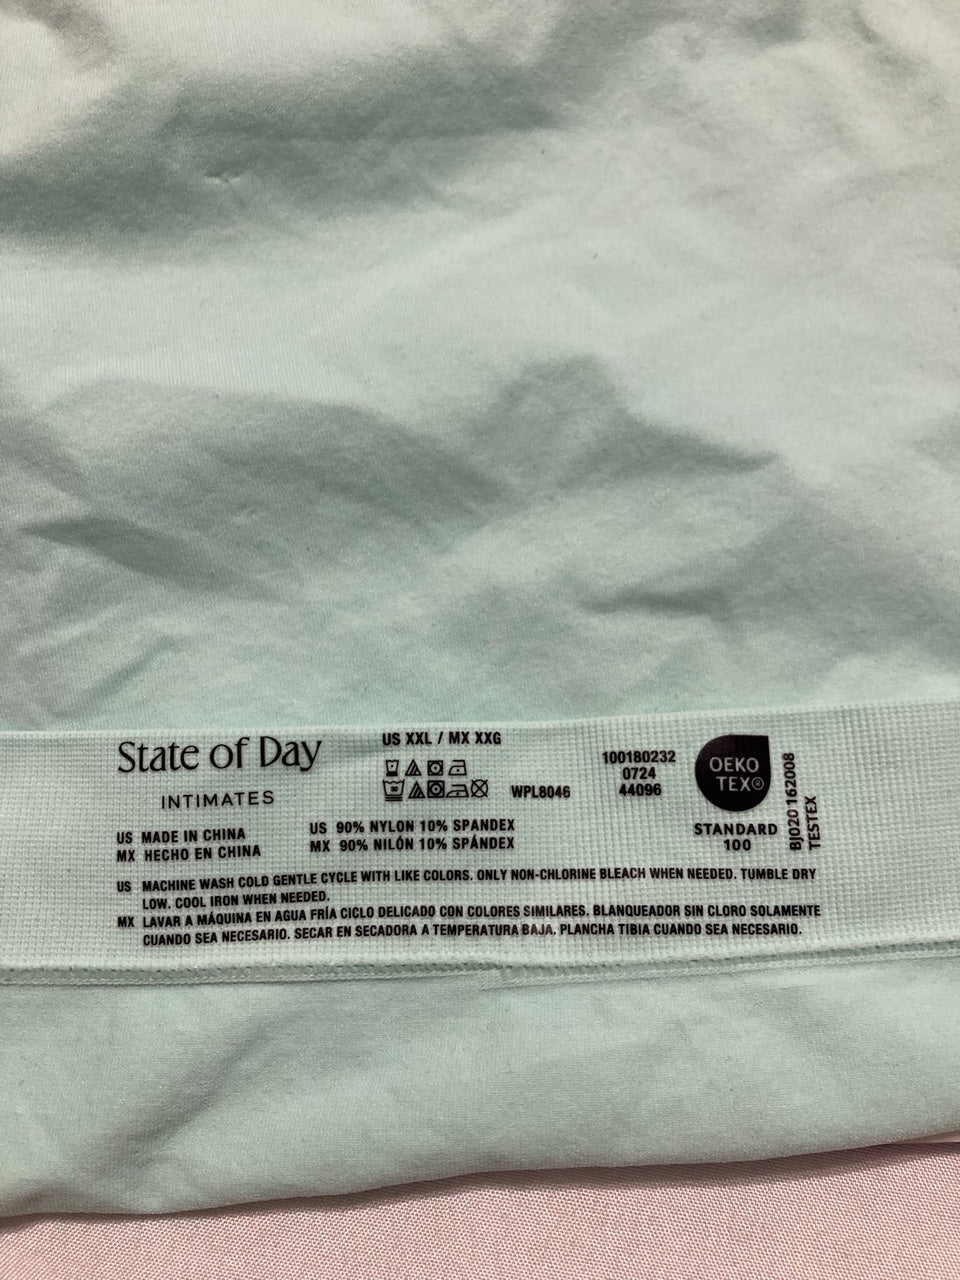 State of Day
INTIMATES
US XXL / MX XXG
WPL8046
100180232
0724
44096
OEKO
TEX®
STANDARD
100
BJ020 162008
TESTEX
US MADE IN CHINA
MX HECHO EN CHINA
US 90% NYLON 10% SPANDEX
MX 90% NILÓN 10% SPÁNDEX
US MACHINE WASH COLD GENTLE CYCLE WITH LIKE COLORS. ONLY NON-CHLORINE BLEACH WHEN NEEDED. TUMBLE DRY
LOW. COOL IRON WHEN NEEDED.
MX LAVAR A MÁQUINA EN AGUA FRÍA CICLO DELICADO CON COLORES SIMILARES. BLANQUEADOR SIN CLORO SOLAMENTE
CUANDO SEA NECESARIO. SECAR EN SECADORA A TEMPERATURA BAJA. PLANCHA TIBIA CUANDO SEA NECESARIO.